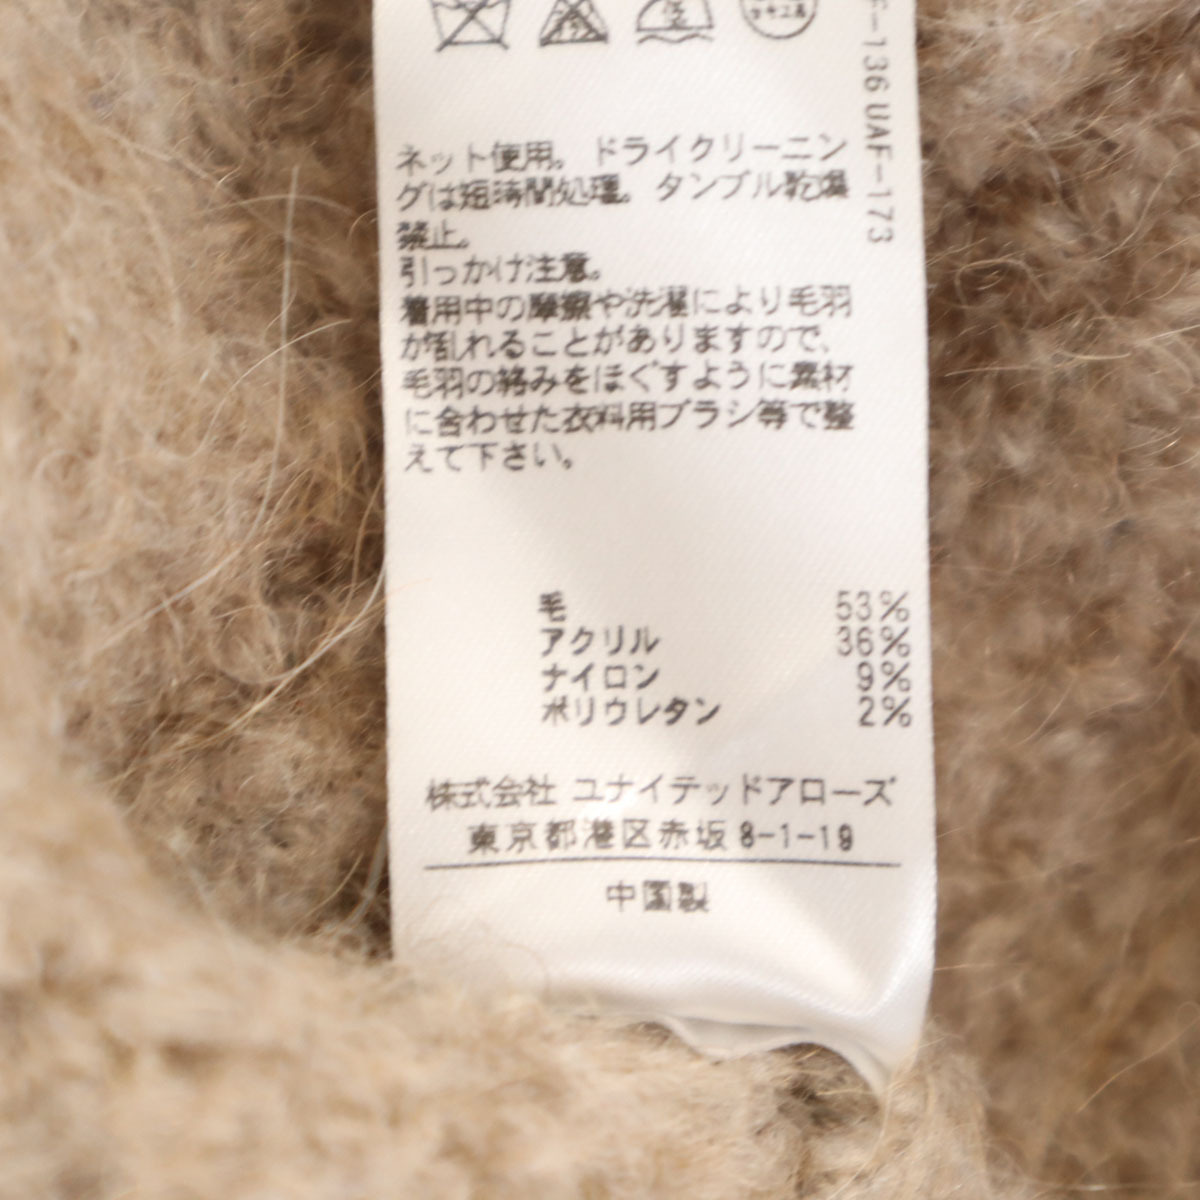 低
F-136 UAF-173
ネット使用。ドライクリーニン
グは短時間処理。タンブル乾燥
禁止。
引っかけ注意。
着用中の摩擦や洗濯により毛羽
が乱れることがありますので、
毛羽の絡みをほぐすように素材
に合わせた衣料用ブラシ等で整
えて下さい。
毛 53%
アクリル 36%
ナイロン 9%
ポリウレタン 2%
株式会社 ユナイテッドアローズ
東京都港区赤坂 8-1-19
中国製